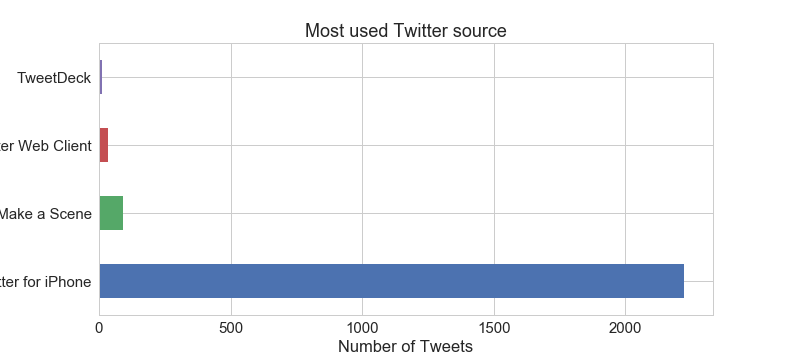 Most used Twitter source
TweetDeck
er Web Client
Make a Scene
tter for iPhone
0 500 1000 1500 2000
Number of Tweets